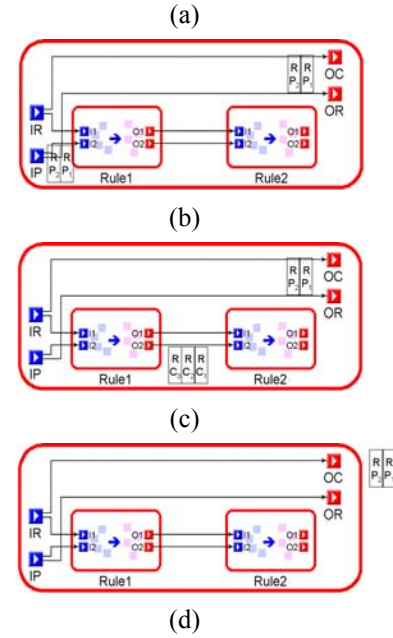 (a)
R R
P2 P1
OC
OR
IR
IP
I1
I2
O1
O2
I1
I2
O1
O2
R R
P2 P1
Rule1
Rule2
(b)
R R
P2 P1
OC
OR
IR
IP
I1
I2
O1
O2
I1
I2
O1
O2
R R R
C3 C2 C1
Rule1
Rule2
(c)
R R
P2 P1
OC
OR
IR
IP
I1
I2
O1
O2
I1
I2
O1
O2
Rule1
Rule2
(d)